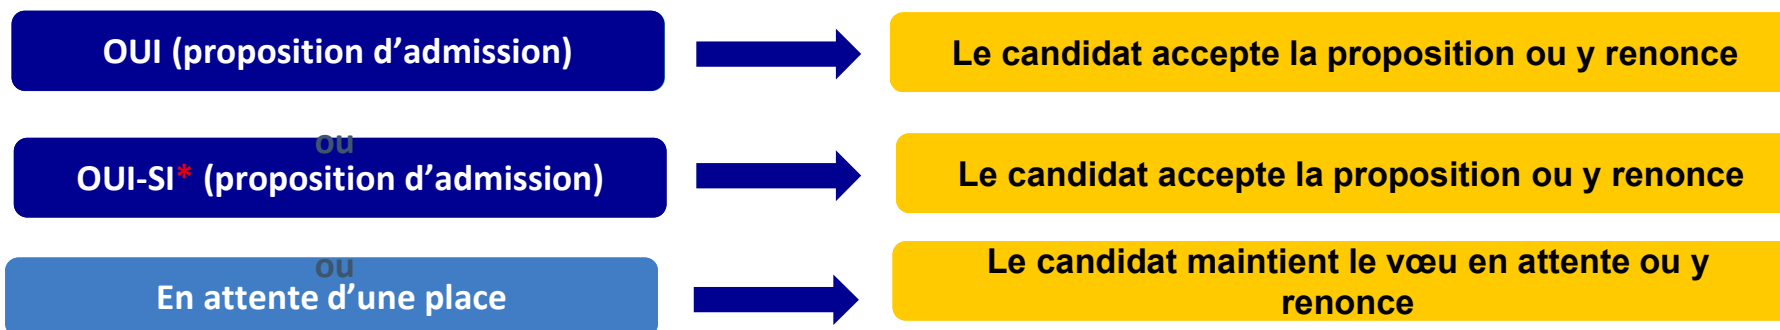 OUI (proposition d’admission)
Le candidat accepte la proposition ou y renonce
ou
OUI-SI* (proposition d’admission)
Le candidat accepte la proposition ou y renonce
ou
En attente d’une place
Le candidat maintient le vœu en attente ou y
renonce